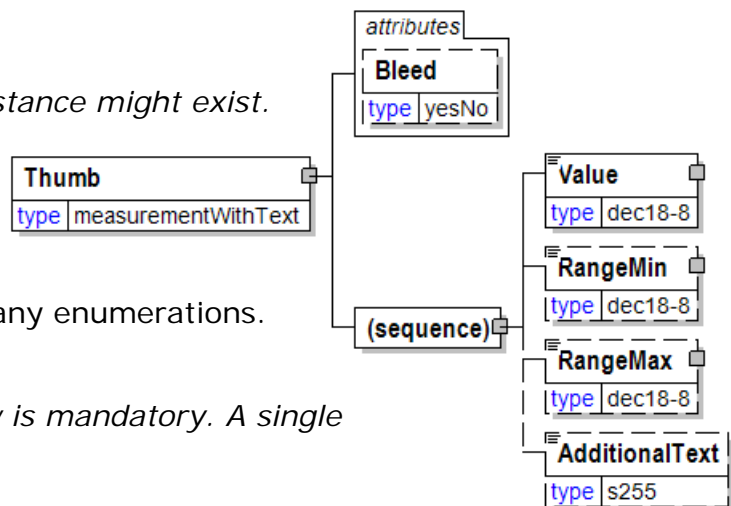 attributes
Bleed
type yesNo
stance might exist.
Thumb
type measurementWithText
Value
type dec18-8
RangeMin
type dec18-8
any enumerations.
(sequence)
RangeMax
type dec18-8
is mandatory. A single
AdditionalText
type s255